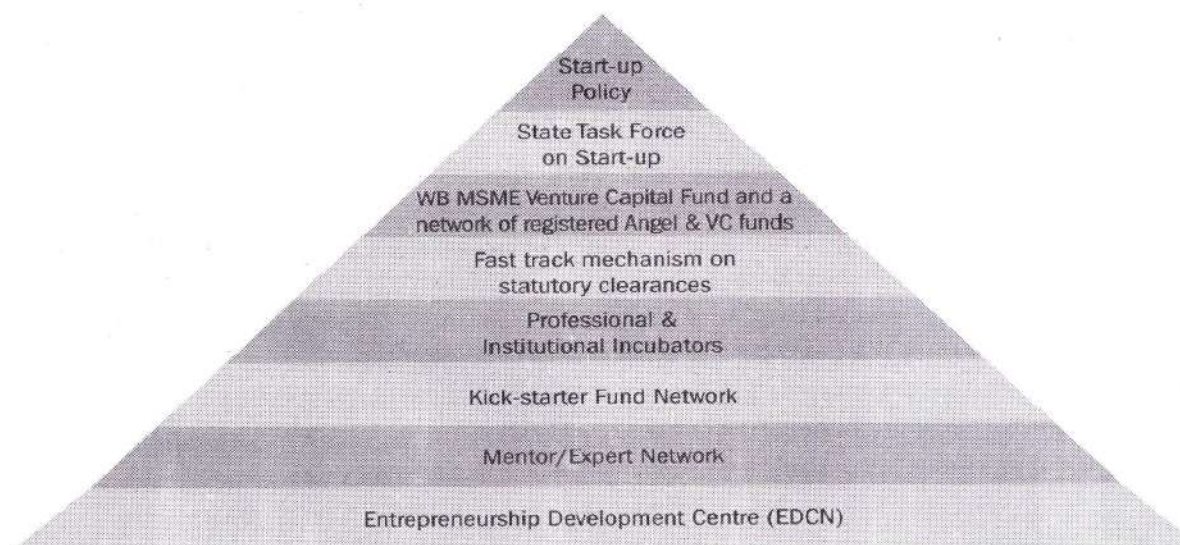 Start-up
Policy
State Task Force
on Start-up
WB MSME Venture Capital Fund and a
network of registered Angel & VC funds
Fast track mechanism on
statutory clearances
Professional &
Institutional Incubators
Kick-starter Fund Network
Mentor/Expert Network
Entrepreneurship Development Centre (EDCN)